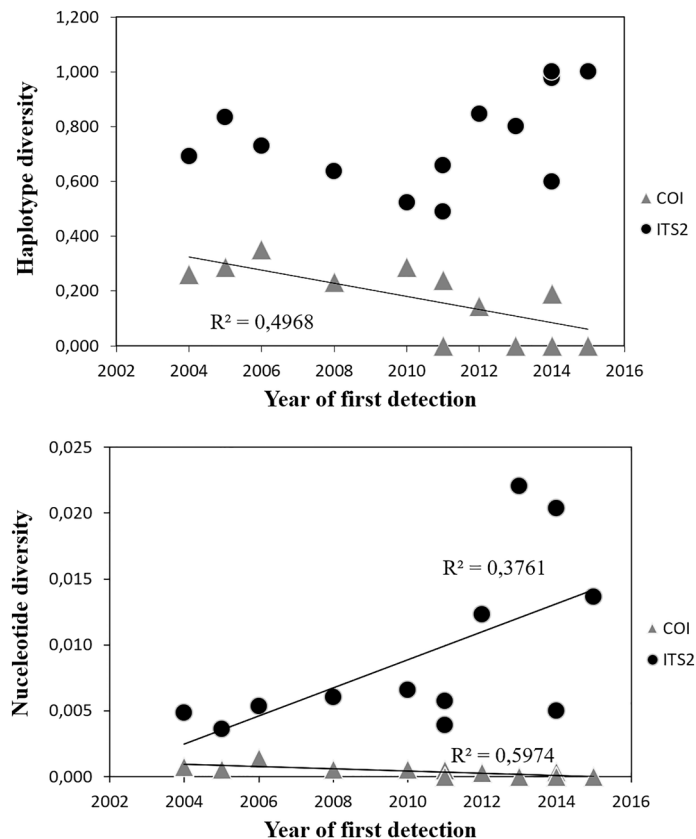 1,200
1,000
0,800
0,600
0,400
0,200
0,000
Haplotype diversity
R² = 0,4968
COI
ITS2
2002 2004 2006 2008 2010 2012 2014 2016
Year of first detection
0,025
0,020
0,015
0,010
0,005
0,000
Nuceleotide diversity
R² = 0,3761
R² = 0,5974
COI
ITS2
2002 2004 2006 2008 2010 2012 2014 2016
Year of first detection